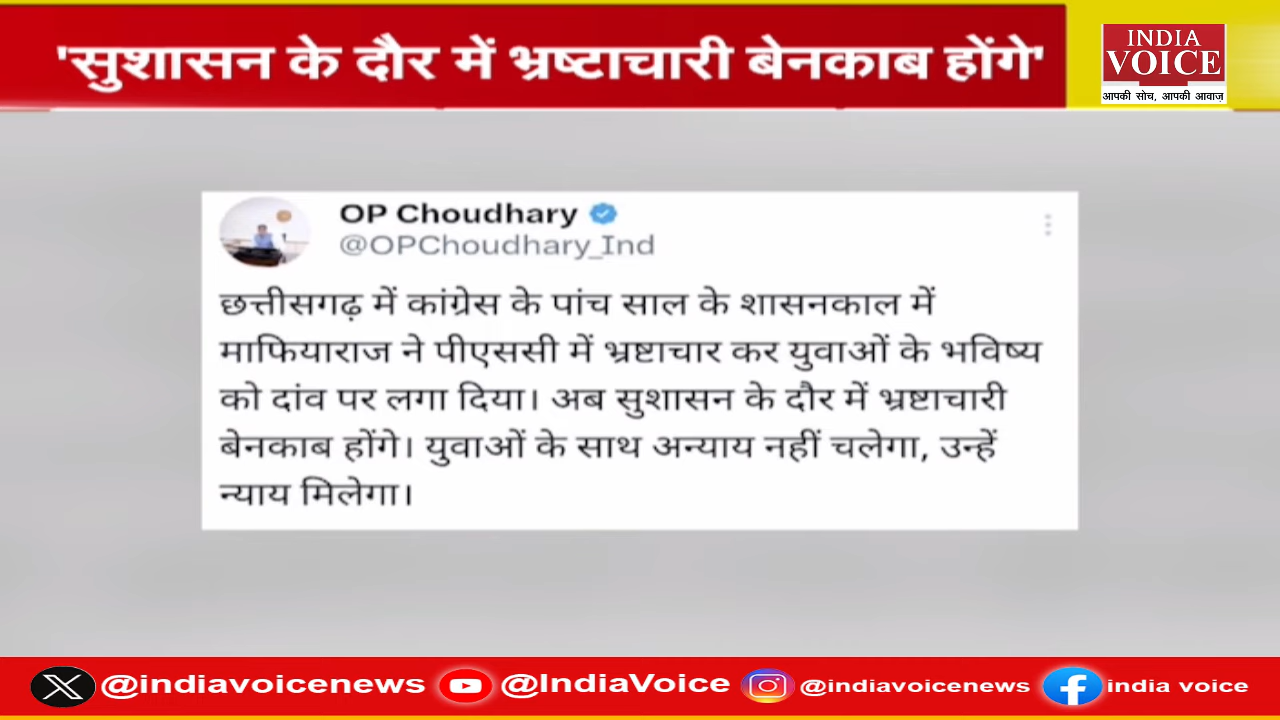 'सुशासन के दौर में भ्रष्टाचारी बेनकाब होंगे'
INDIA
VOICE
आपकी सोच, आपकी आवाज़
OP Choudhary
@OPChoudhary_Ind
छत्तीसगढ़ में कांग्रेस के पांच साल के शासनकाल में
माफियाराज ने पीएससी में भ्रष्टाचार कर युवाओं के भविष्य
को दांव पर लगा दिया। अब सुशासन के दौर में भ्रष्टाचारी
बेनकाब होंगे। युवाओं के साथ अन्याय नहीं चलेगा, उन्हें
न्याय मिलेगा।
@indiavoicenews @IndiaVoice @indiavoicenews india voice